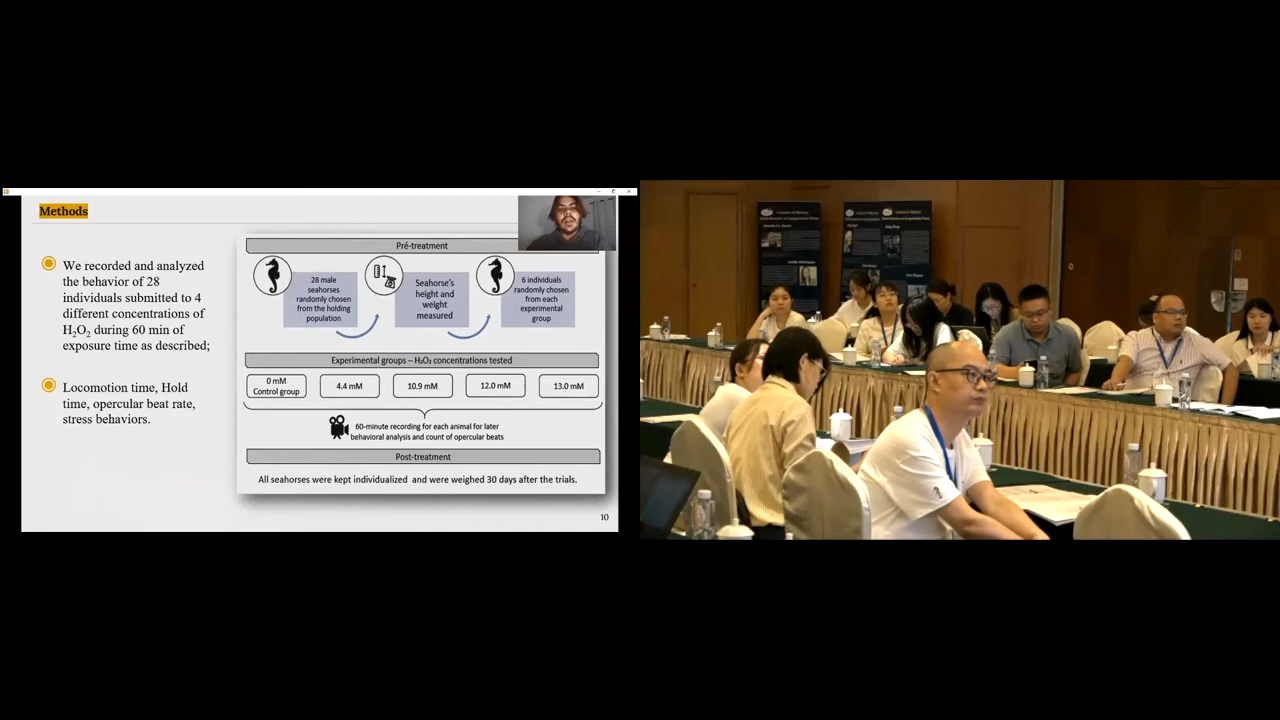 Methods
We recorded and analyzed
the behavior of 28
individuals submitted to 4
different concentrations of
H₂O₂ during 60 min of
exposure time as described;
Locomotion time, Hold
time, opercular beat rate,
stress behaviors.
Pré-treatment
28 male
seahorses
randomly chosen
from the holding
population
Seahorse's
height and
weight
measured
6 individuals
randomly chosen
from each
experimental
group
Experimental groups – H₂O₂ concentrations tested
0 mM
Control group
4.4 mM
10.9 mM
12.0 mM
13.0 mM
60-minute recording for each animal for later
behavioral analysis and count of opercular beats
Post-treatment
All seahorses were kept individualized and were weighed 30 days after the trials.
10